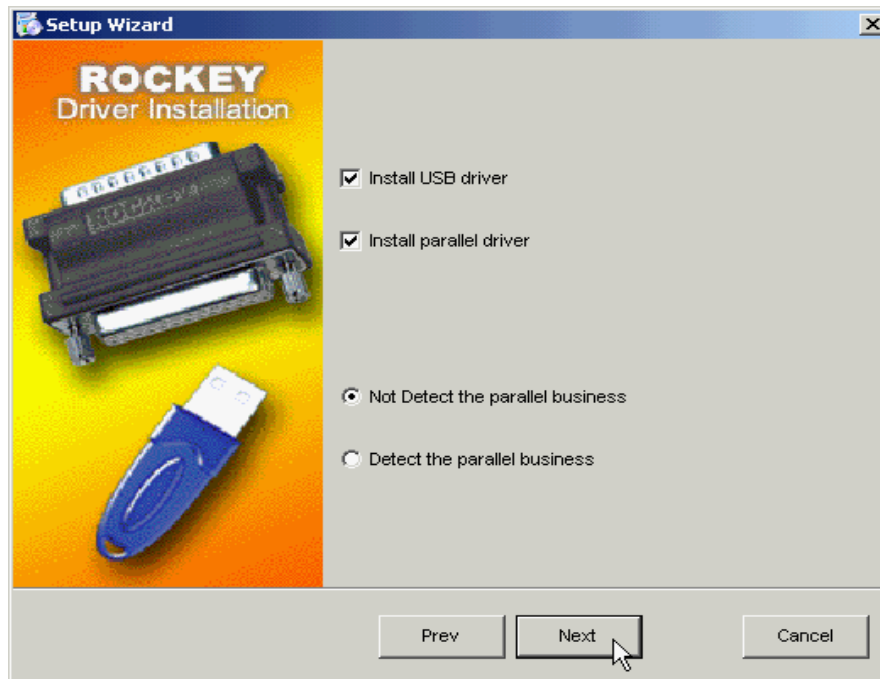 Setup Wizard
ROCKEY
Driver Installation
Install USB driver
Install parallel driver
Not Detect the parallel business
Detect the parallel business
Prev
Next
Cancel